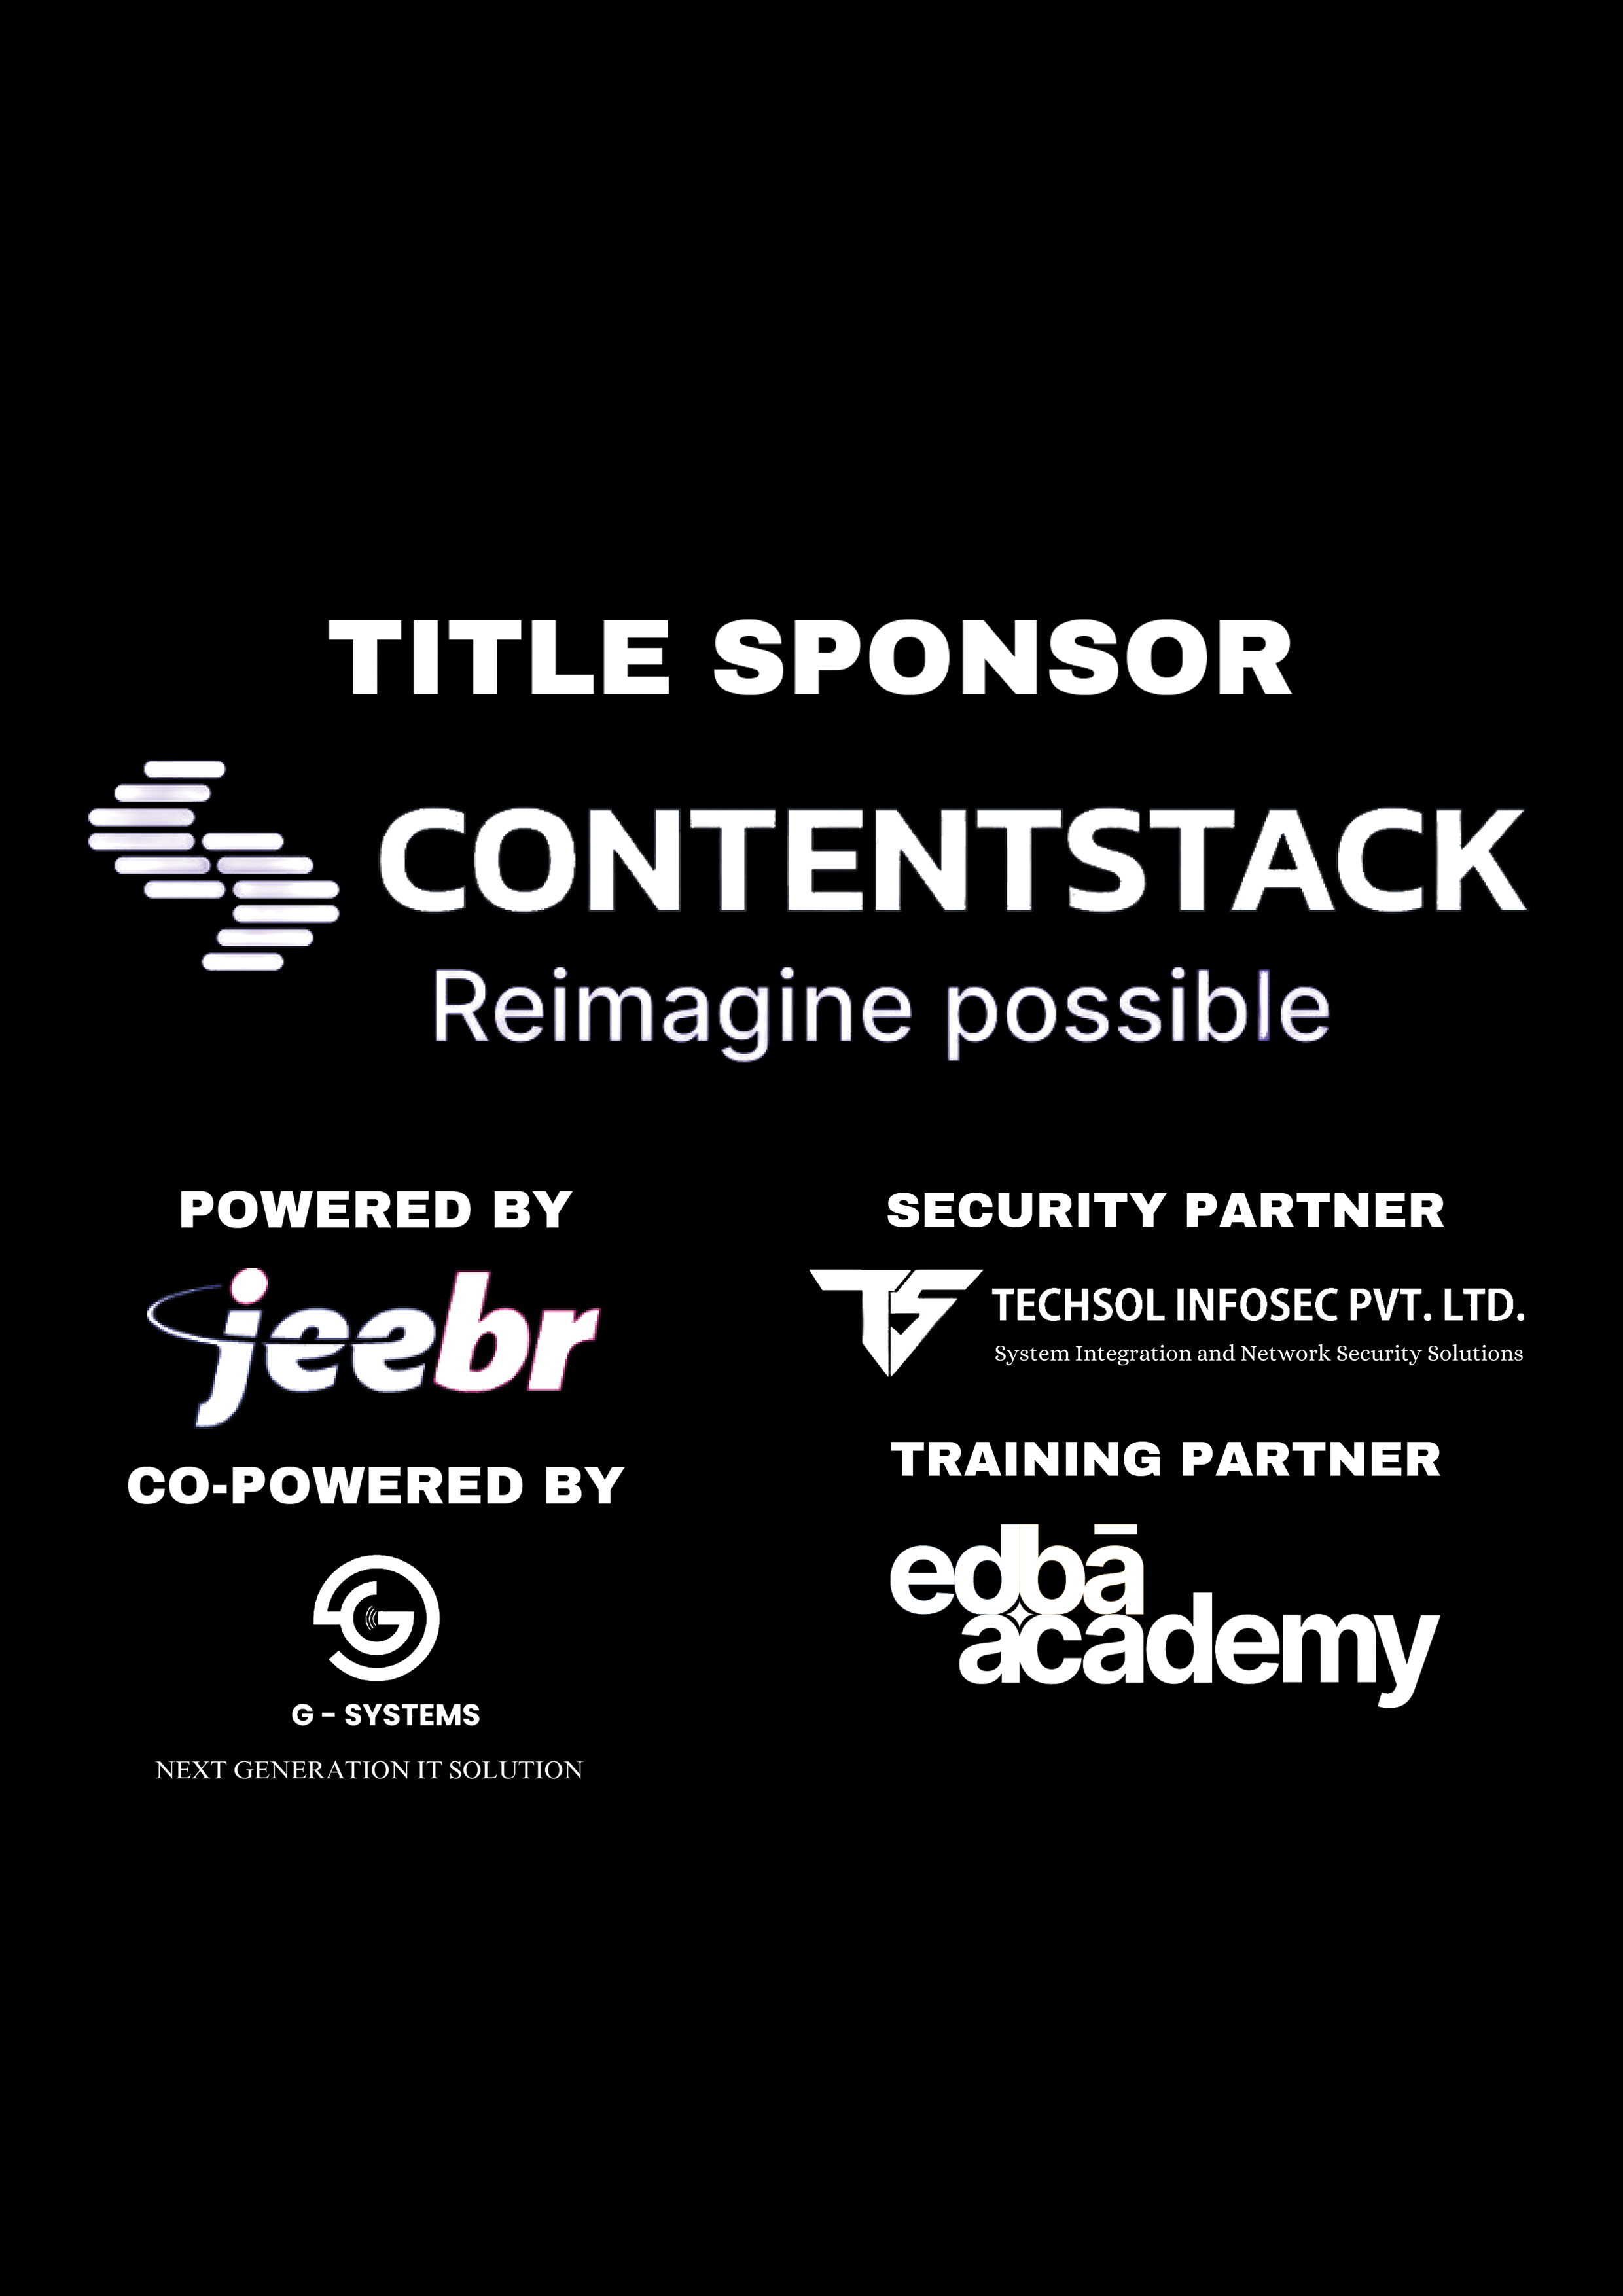 TITLE SPONSOR
CONTENTSTACK
Reimagine possible
POWERED BY
jeebr
CO-POWERED BY
G – SYSTEMS
NEXT GENERATION IT SOLUTION
SECURITY PARTNER
TS
TECHSOL INFOSEC PVT. LTD.
System Integration and Network Security Solutions
TRAINING PARTNER
edbā
academy